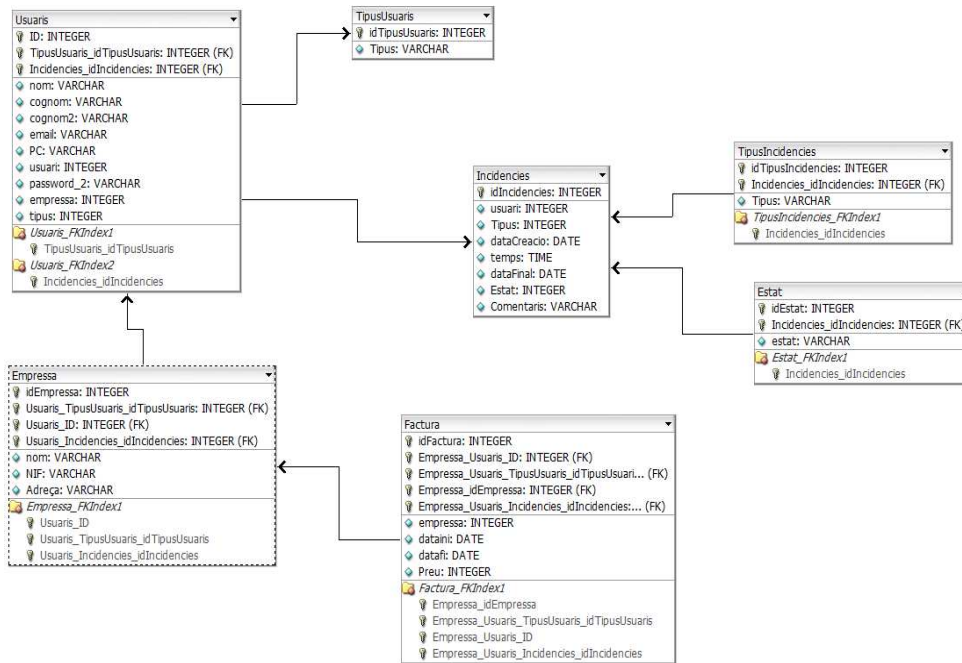 Usuaris
ID: INTEGER
TipusUsuaris_idTipusUsuaris: INTEGER (FK)
Incidencies_idIncidencies: INTEGER (FK)
nom: VARCHAR
cognom: VARCHAR
cognom2: VARCHAR
email: VARCHAR
PC: VARCHAR
usuari: INTEGER
password_2: VARCHAR
empressa: INTEGER
tipus: INTEGER
Usuaris_FKIndex1
TipusUsuaris_idTipusUsuaris
Usuaris_FKIndex2
Incidencies_idIncidencies
TipusUsuaris
idTipusUsuaris: INTEGER
Tipus: VARCHAR
Incidencies
idIncidencies: INTEGER
usuari: INTEGER
Tipus: INTEGER
dataCreacio: DATE
temps: TIME
dataFinal: DATE
Estat: INTEGER
Comentaris: VARCHAR
TipusIncidencies
idTipusIncidencies: INTEGER
Incidencies_idIncidencies: INTEGER (FK)
Tipus: VARCHAR
TipusIncidencies_FKIndex1
Incidencies_idIncidencies
Estat
idEstat: INTEGER
Incidencies_idIncidencies: INTEGER (FK)
estat: VARCHAR
Estat_FKIndex1
Incidencies_idIncidencies
Empressa
idEmpressa: INTEGER
Usuaris_TipusUsuaris_idTipusUsuaris: INTEGER (FK)
Usuaris_ID: INTEGER (FK)
Usuaris_Incidencies_idIncidencies: INTEGER (FK)
nom: VARCHAR
NIF: VARCHAR
Adreça: VARCHAR
Empressa_FKIndex1
Usuaris_ID
Usuaris_TipusUsuaris_idTipusUsuaris
Usuaris_Incidencies_idIncidencies
Factura
idFactura: INTEGER
Empressa_Usuaris_ID: INTEGER (FK)
Empressa_Usuaris_TipusUsuaris_idTipusUsuari... (FK)
Empressa_idEmpressa: INTEGER (FK)
Empressa_Usuaris_Incidencies_idIncidencies:... (FK)
empressa: INTEGER
dataini: DATE
datafi: DATE
Preu: INTEGER
Factura_FKIndex1
Empressa_idEmpressa
Empressa_Usuaris_TipusUsuaris_idTipusUsuaris
Empressa_Usuaris_ID
Empressa_Usuaris_Incidencies_idIncidencies